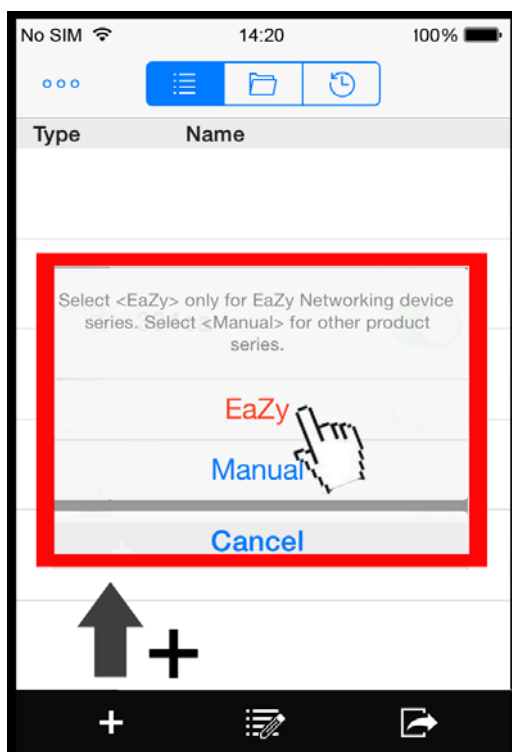 No SIM 14:20 100%
Type Name
Select <EaZy> only for EaZy Networking device
series. Select <Manual> for other product
series.
EaZy
Manual
Cancel